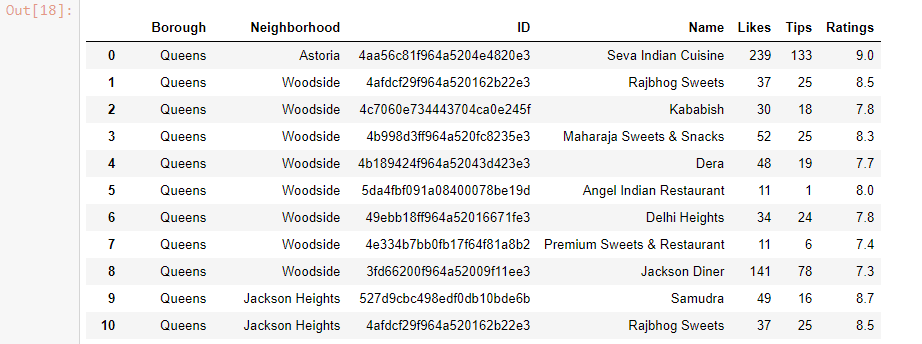 Out[18]:
Borough Neighborhood ID Name Likes Tips Ratings
0 Queens Astoria 4aa56c81f964a5204e4820e3 Seva Indian Cuisine 239 133 9.0
1 Queens Woodside 4afdcf29f964a520162b22e3 Rajbhog Sweets 37 25 8.5
2 Queens Woodside 4c7060e734443704ca0e245f Kababish 30 18 7.8
3 Queens Woodside 4b998d3ff964a520fc8235e3 Maharaja Sweets & Snacks 52 25 8.3
4 Queens Woodside 4b189424f964a52043d423e3 Dera 48 19 7.7
5 Queens Woodside 5da4fbf091a08400078be19d Angel Indian Restaurant 11 1 8.0
6 Queens Woodside 49ebb18ff964a52016671fe3 Delhi Heights 34 24 7.8
7 Queens Woodside 4e334b7bb0fb17f64f81a8b2 Premium Sweets & Restaurant 11 6 7.4
8 Queens Woodside 3fd66200f964a52009f11ee3 Jackson Diner 141 78 7.3
9 Queens Jackson Heights 527d9cbc498edf0db10bde6b Samudra 49 16 8.7
10 Queens Jackson Heights 4afdcf29f964a520162b22e3 Rajbhog Sweets 37 25 8.5